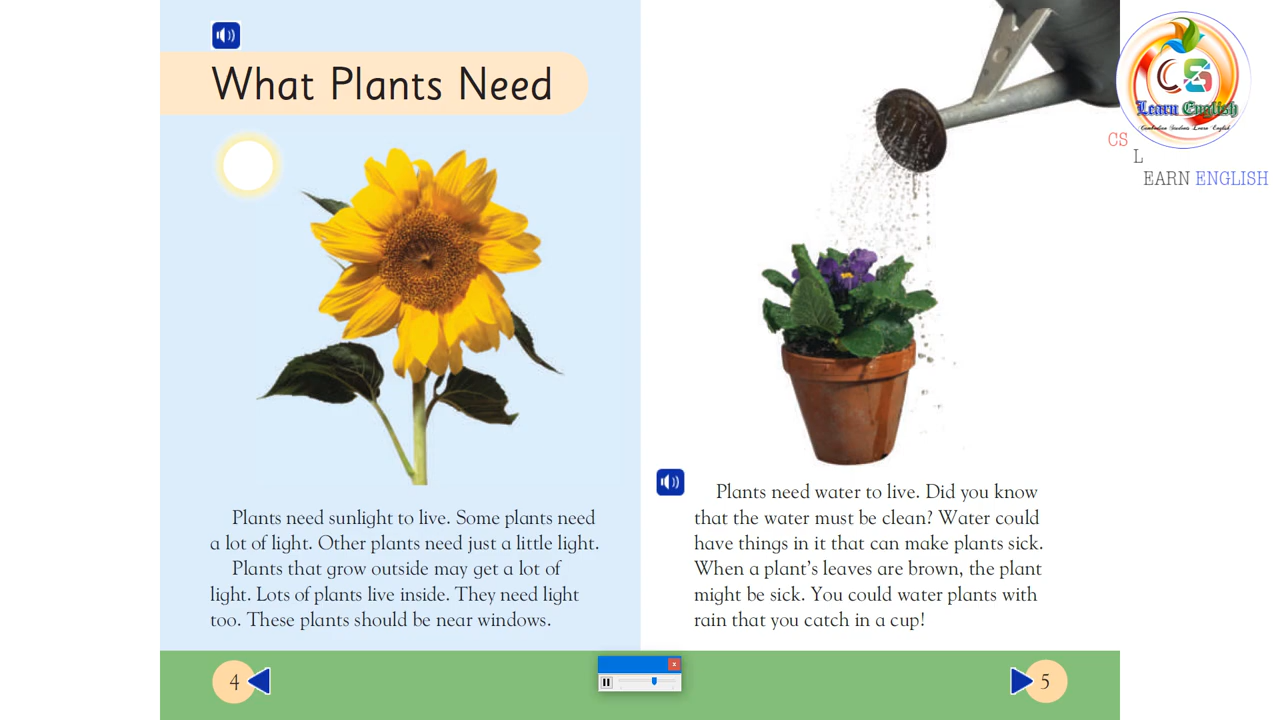 What Plants Need
Plants need sunlight to live. Some plants need
a lot of light. Other plants need just a little light.
Plants that grow outside may get a lot of
light. Lots of plants live inside. They need light
too. These plants should be near windows.
4
Plants need water to live. Did you know
that the water must be clean? Water could
have things in it that can make plants sick.
When a plant's leaves are brown, the plant
might be sick. You could water plants with
rain that you catch in a cup!
5
CS
Learn English
Cambodian Students Learn English
CS
L
EARN ENGLISH
x